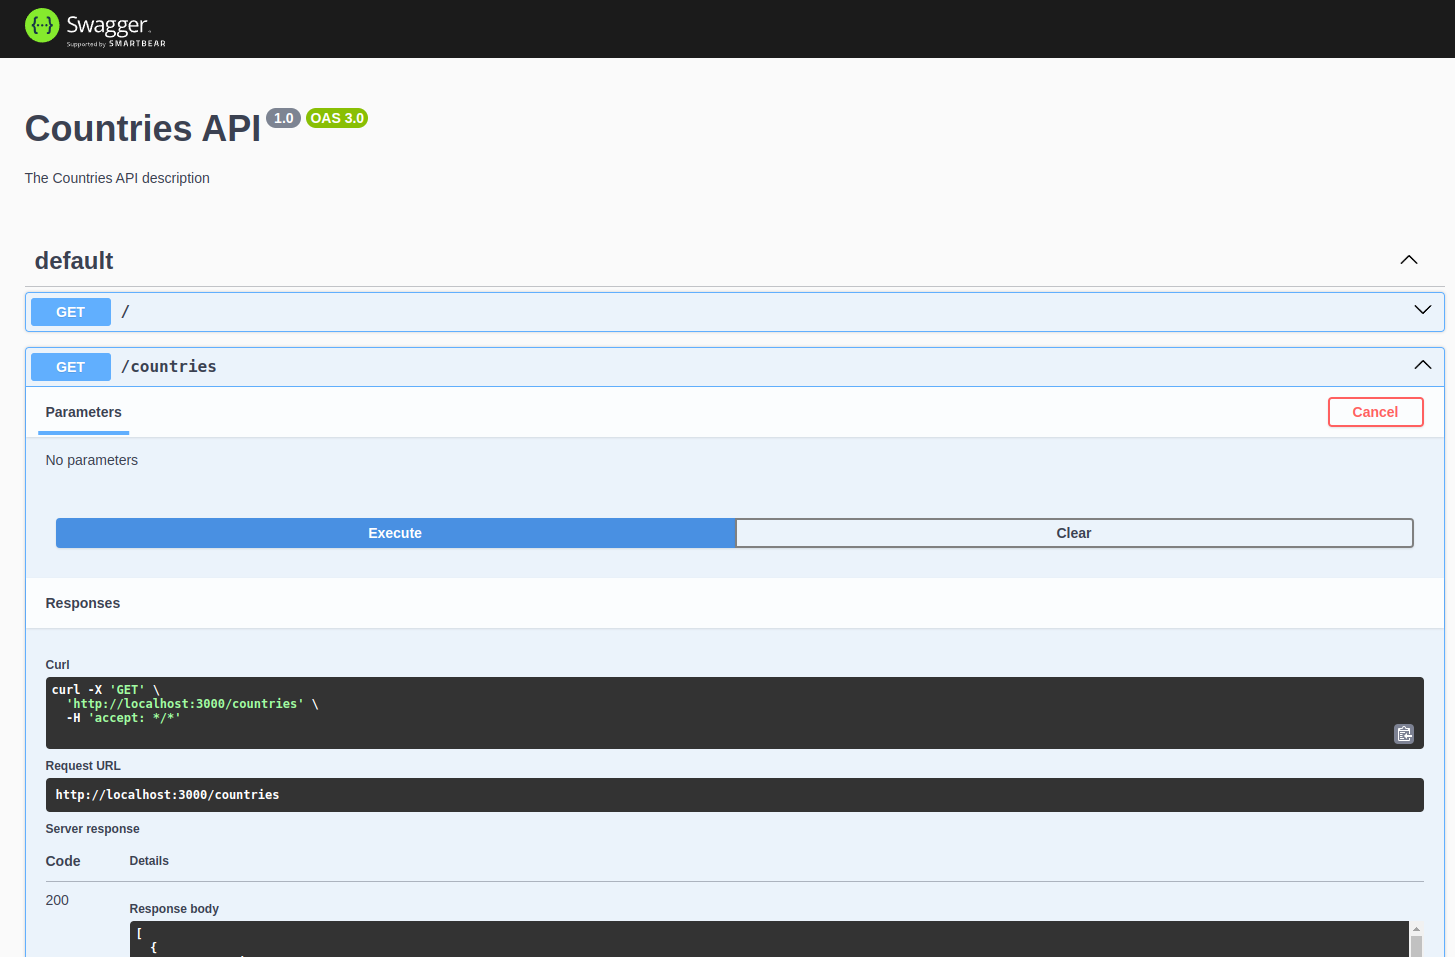 Swagger.
Supported by SMARTBEAR
Countries API 1.0 OAS 3.0
The Countries API description
default
GET /
GET /countries
Parameters Cancel
No parameters
Execute Clear
Responses
Curl
curl -X 'GET' \
'http://localhost:3000/countries' \
-H 'accept: */*'
Request URL
http://localhost:3000/countries
Server response
Code Details
200
Response body
[
{